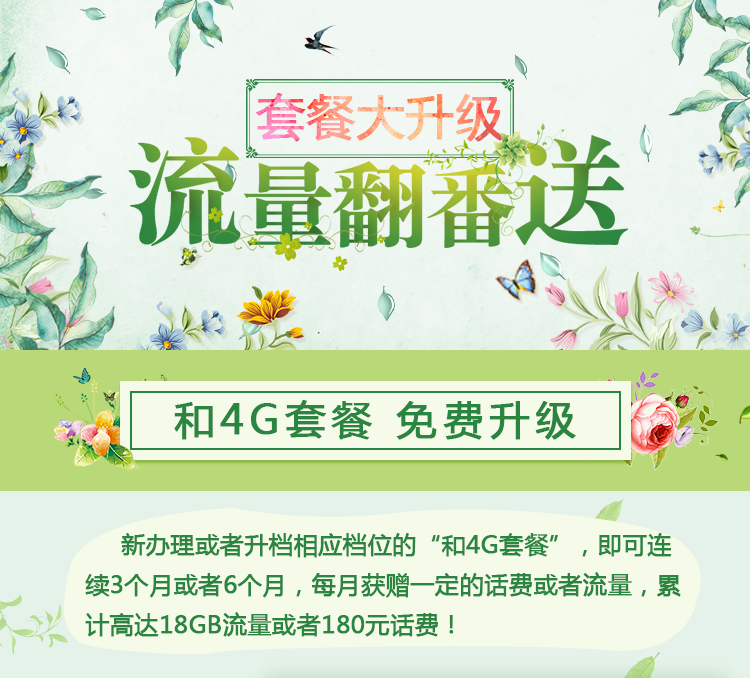 套餐大升级
流量翻番送
和4G套餐 免费升级
新办理或者升档相应档位的“和4G套餐”，即可连
续3个月或者6个月，每月获赠一定的话费或者流量，累
计高达18GB流量或者180元话费！